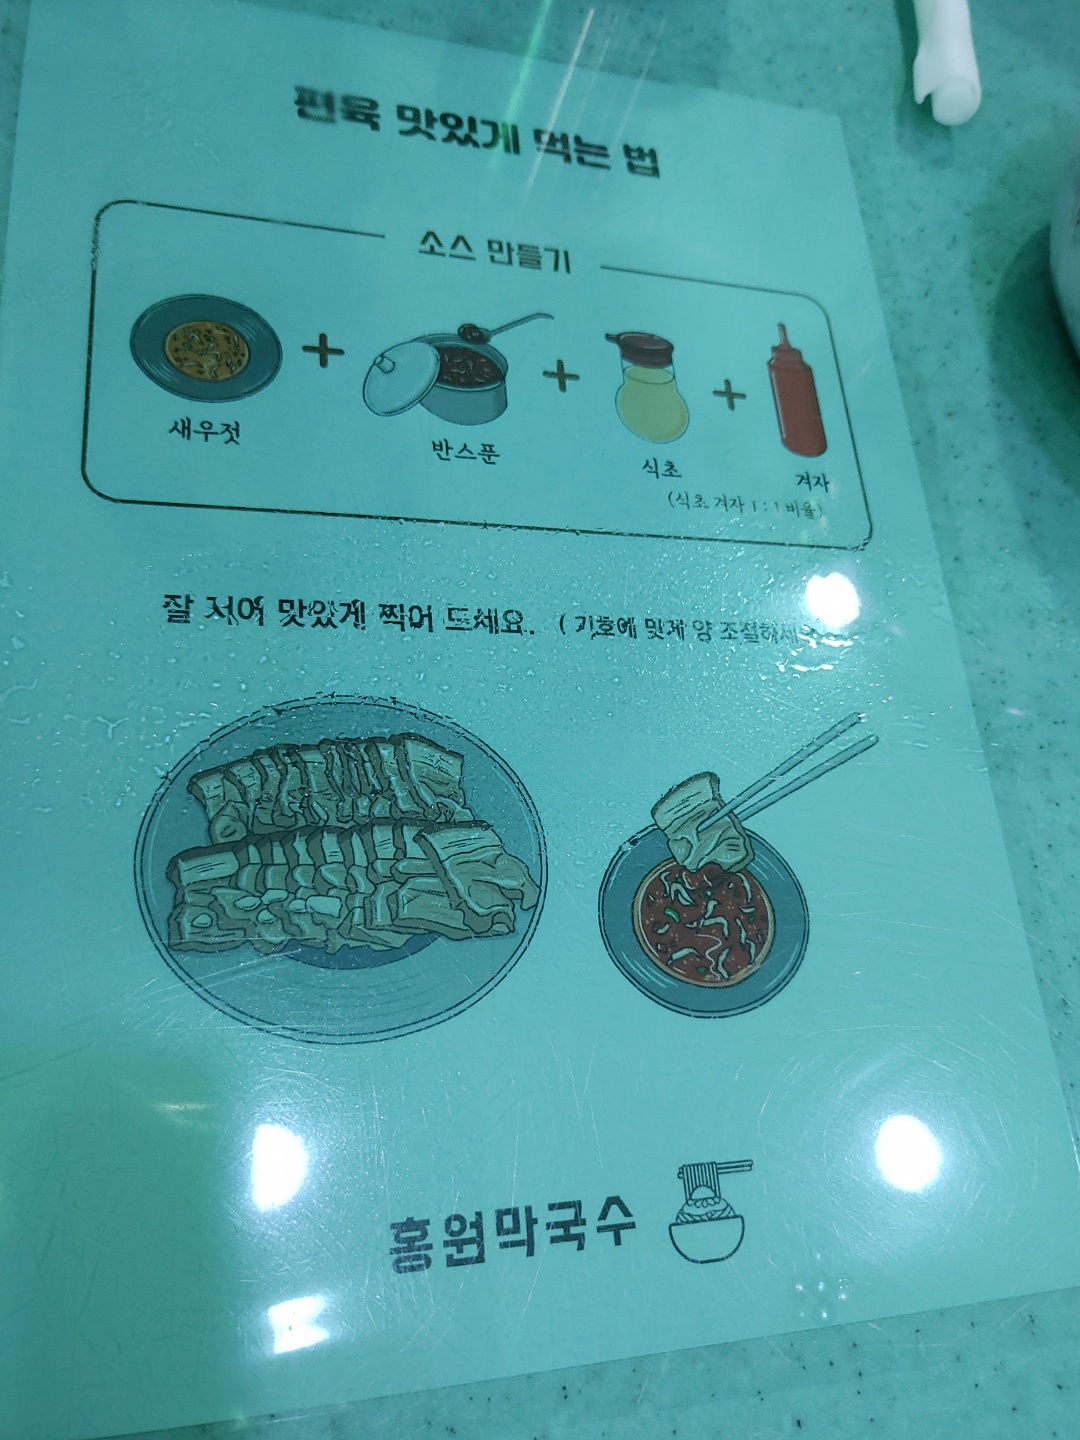 편육 맛있게 먹는 법
소스 만들기
새우젓 + 반스푼 + 식초 + 겨자
(식초 겨자 1 : 1 비율)
잘 저어 맛있게 찍어 드세요. ( 기호에 맞게 양 조절하세요
홍원막국수